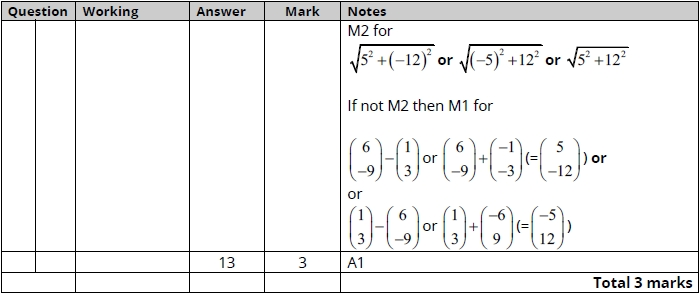 Question Working Answer Mark Notes
M2 for
√(5² + (−12)²) or √((−5)² + 12²) or √(5² + 12²)
If not M2 then M1 for
(6 −9) − (1 3) or (6 −9) + (−1 −3) (= (5 −12)) or
or
(1 3) − (6 −9) or (1 3) + (−6 9) (= (−5 12))
13 3 A1
Total 3 marks